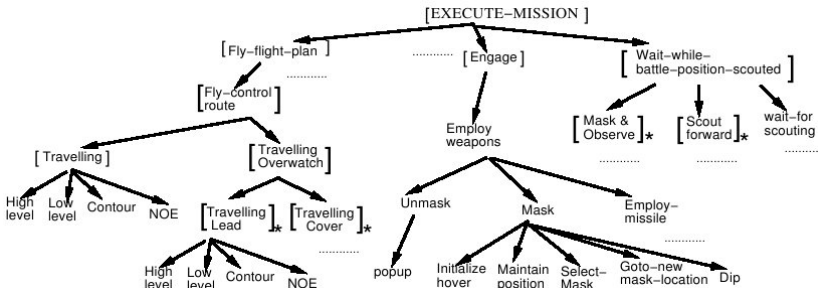 [EXECUTE–MISSION ]
[Fly–flight–plan]
[Engage]
[Wait–while–
battle–position–scouted]
[Fly–control
route]
[Mask &
Observe]*
[Scout
forward]*
wait–for
scouting
Employ
weapons
[Travelling]
[Travelling
Overwatch]
High
level
Low
level
Contour
NOE
[Travelling
Lead]*
[Travelling
Cover]*
Unmask
Mask
Employ–
missile
High
level
Low
level
Contour
NOE
popup
Initialize
hover
Maintain
position
Select–
Mask
Goto–new
mask–location
Dip